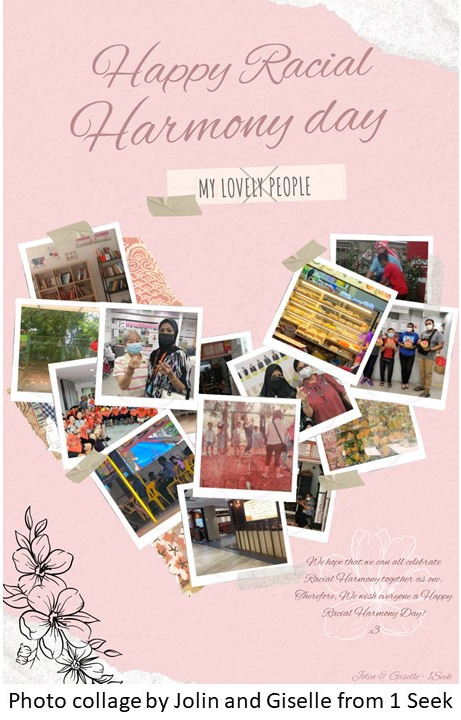 Happy Racial
Harmony day
MY LOVELY PEOPLE
We hope that we can all celebrate
Racial Harmony together as one.
Therefore, We wish everyone a Happy
Racial Harmony Day!
:3
Jolin & Giselle - 1Seek
Photo collage by Jolin and Giselle from 1 Seek